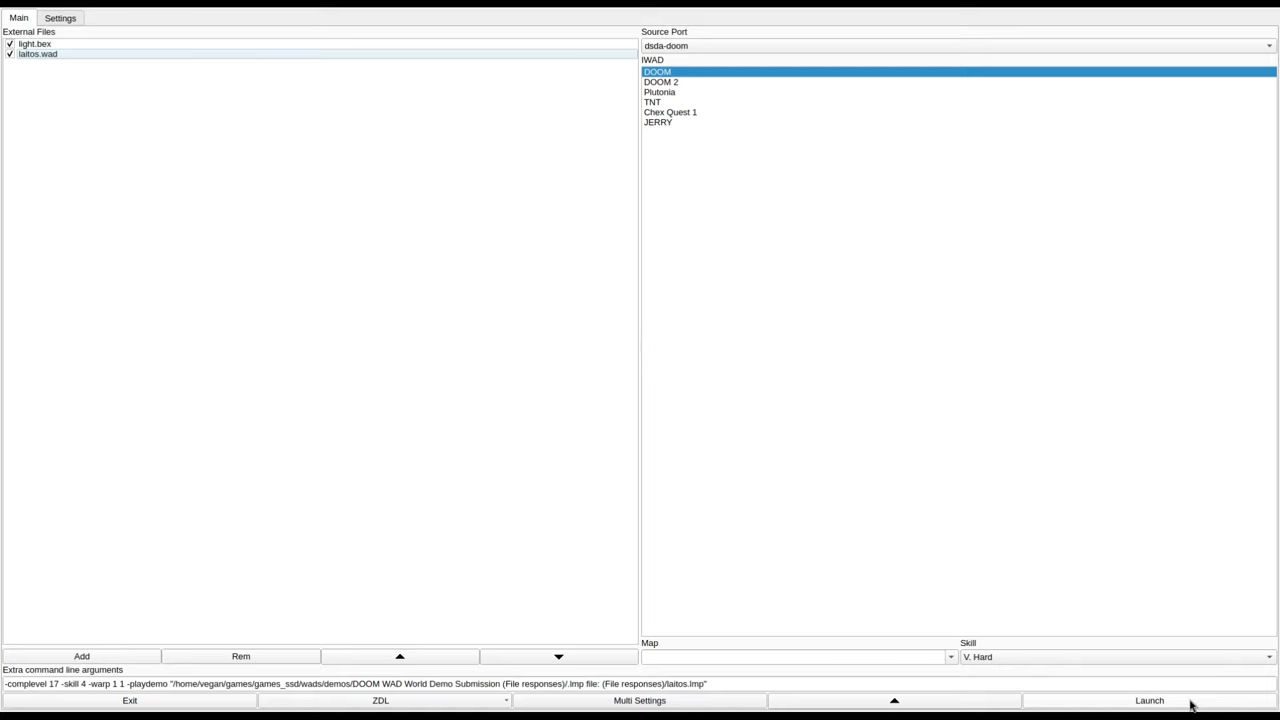 Main Settings
External Files
light.bex
laitos.wad
Source Port
dsda-doom
IWAD
DOOM
DOOM 2
Plutonia
TNT
Chex Quest 1
JERRY
Add Rem
Map Skill
V. Hard
Extra command line arguments
-complevel 17 -skill 4 -warp 1 1 -playdemo "/home/vegan/games/games_ssd/wads/demos/DOOM WAD World Demo Submission (File responses)/.lmp file: (File responses)/laitos.lmp"
Exit ZDL Multi Settings Launch